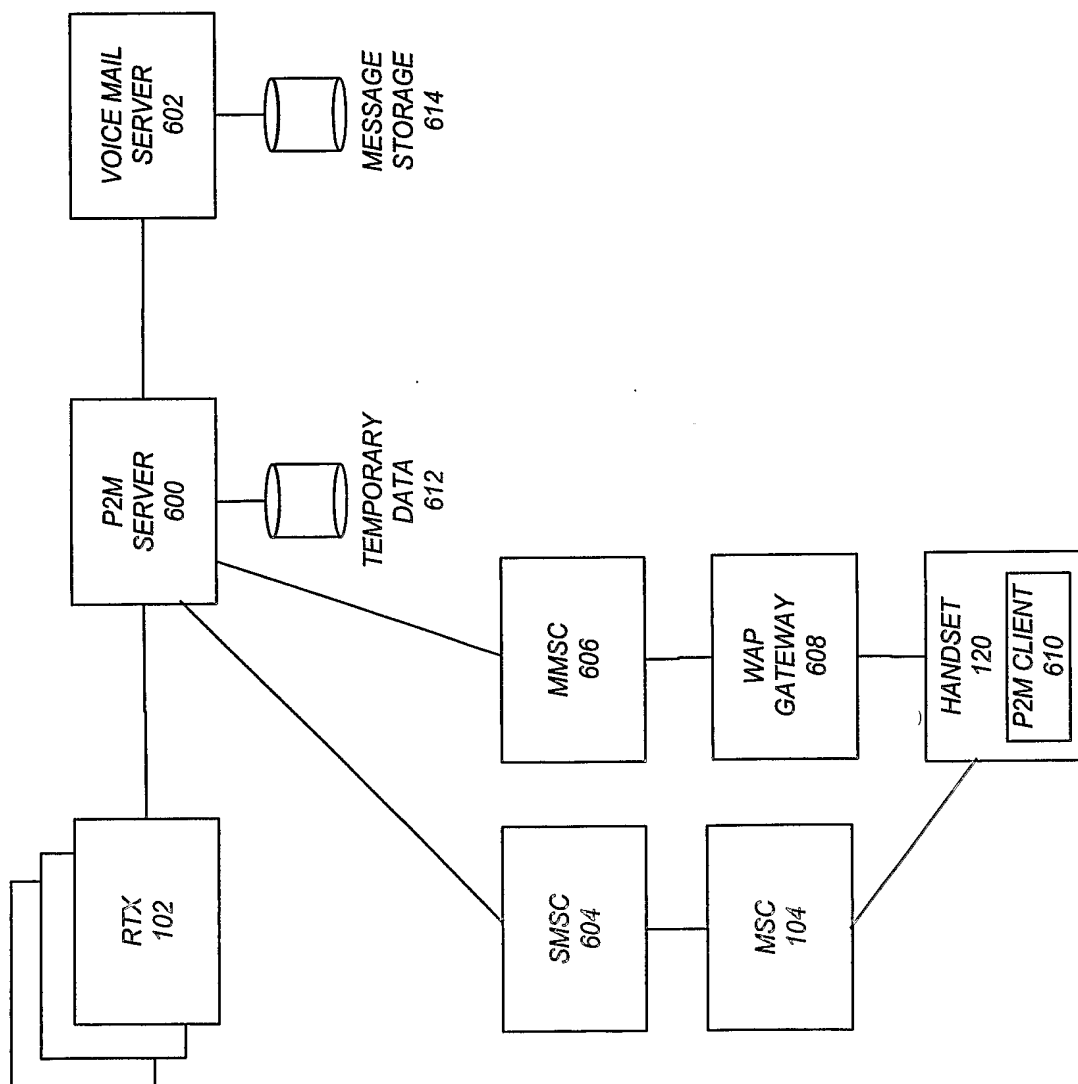 RTX
102
P2M
SERVER
600
VOICE MAIL
SERVER
602
TEMPORARY
DATA
612
MESSAGE
STORAGE
614
SMSC
604
MMSC
606
MSC
104
WAP
GATEWAY
608
HANDSET
120
P2M CLIENT
610